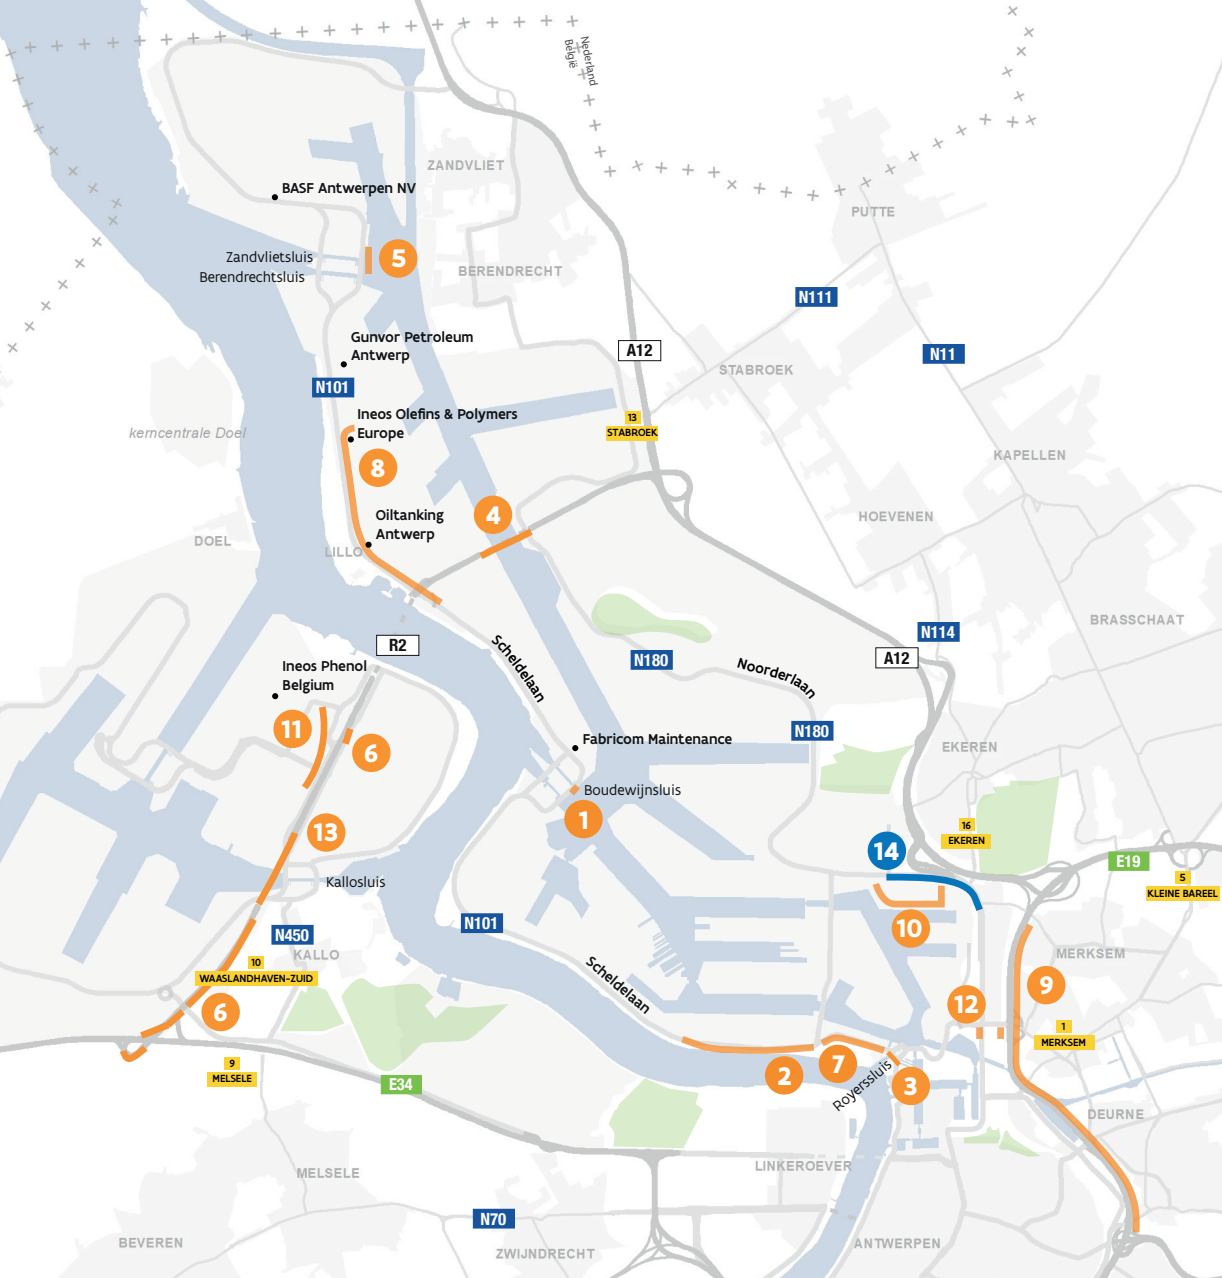 Nederland
België
ZANDVLIET
BASF Antwerpen NV
PUTTE
Zandvlietsluis
Berendrechtsluis
5
BERENDRECHT
N111
Gunvor Petroleum
Antwerp
A12
N11
STABROEK
N101
Ineos Olefins & Polymers
Europe
13
STABROEK
kerncentrale Doel
8
KAPELLEN
Oiltanking
Antwerp
4
HOEVENEN
DOEL
LILLO
BRASSCHAAT
N114
R2
Scheldelaan
N180
A12
Ineos Phenol
Belgium
Noorderlaan
11
6
Fabricom Maintenance
N180
EKEREN
Boudewijnsluis
1
13
16
EKEREN
14
E19
Kallosluis
5
KLEINE BAREEL
N101
10
N450
KALLO
MERKSEM
10
WAASLANDHAVEN-ZUID
Scheldelaan
9
6
12
1
MERKSEM
9
MELSELE
2
7
Royerssluis
3
E34
DEURNE
MELSELE
LINKEROEVER
N70
BEVEREN
ZWIJNDRECHT
ANTWERPEN